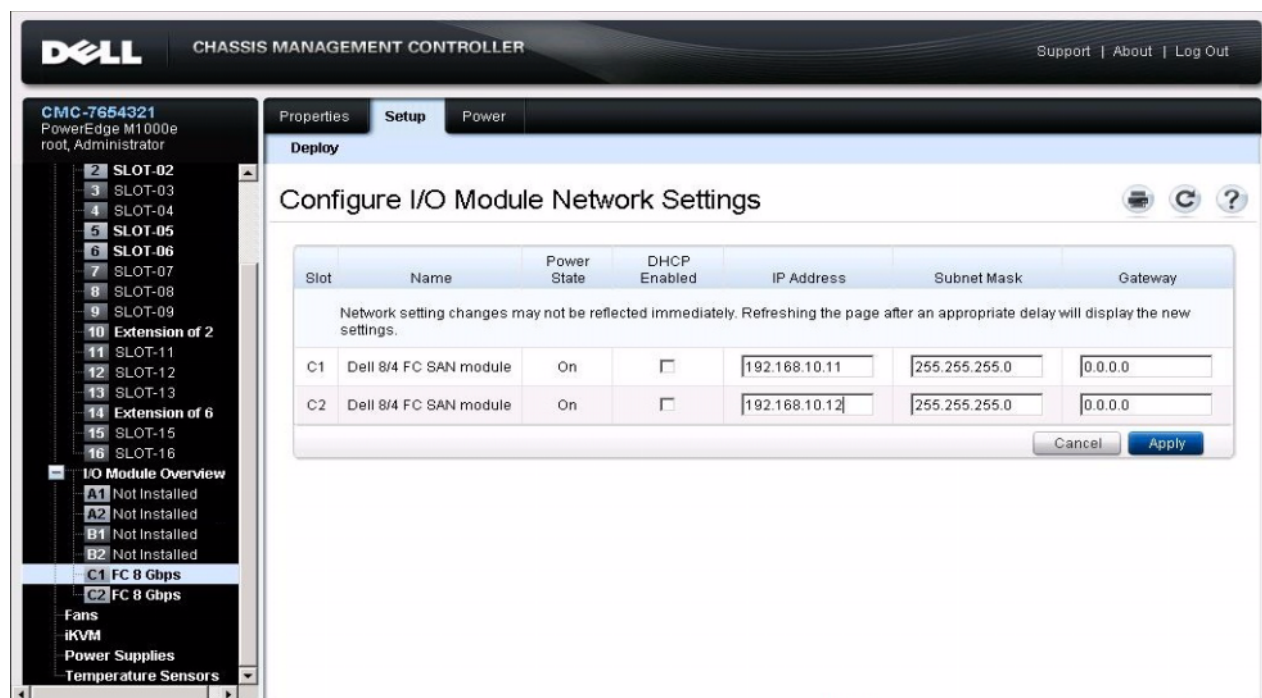 DELL
CHASSIS MANAGEMENT CONTROLLER
Support | About | Log Out
CMC-7654321
PowerEdge M1000e
root, Administrator
2 SLOT-02
3 SLOT-03
4 SLOT-04
5 SLOT-05
6 SLOT-06
7 SLOT-07
8 SLOT-08
9 SLOT-09
10 Extension of 2
11 SLOT-11
12 SLOT-12
13 SLOT-13
14 Extension of 6
15 SLOT-15
16 SLOT-16
I/O Module Overview
A1 Not Installed
A2 Not Installed
B1 Not Installed
B2 Not Installed
C1 FC 8 Gbps
C2 FC 8 Gbps
Fans
iKVM
Power Supplies
Temperature Sensors
Properties Setup Power
Deploy
Configure I/O Module Network Settings
C ?
Slot Name Power State DHCP Enabled IP Address Subnet Mask Gateway
Network setting changes may not be reflected immediately. Refreshing the page after an appropriate delay will display the new
settings.
C1 Dell 8/4 FC SAN module On 192.168.10.11 255.255.255.0 0.0.0.0
C2 Dell 8/4 FC SAN module On 192.168.10.12 255.255.255.0 0.0.0.0
Cancel Apply